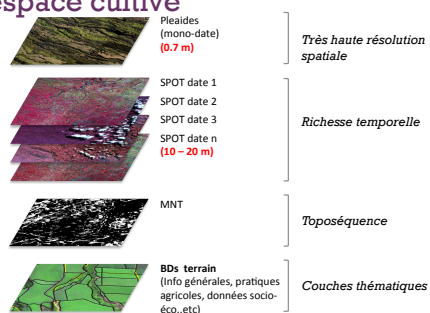 espace cultivé
Pleaides
(mono-date)
(0.7 m)
Très haute résolution
spatiale
SPOT date 1
SPOT date 2
SPOT date 3
SPOT date n
(10 – 20 m)
Richesse temporelle
MNT
Toposéquence
BDs terrain
(Info générales, pratiques
agricoles, données socio-
éco,.etc)
Couches thématiques